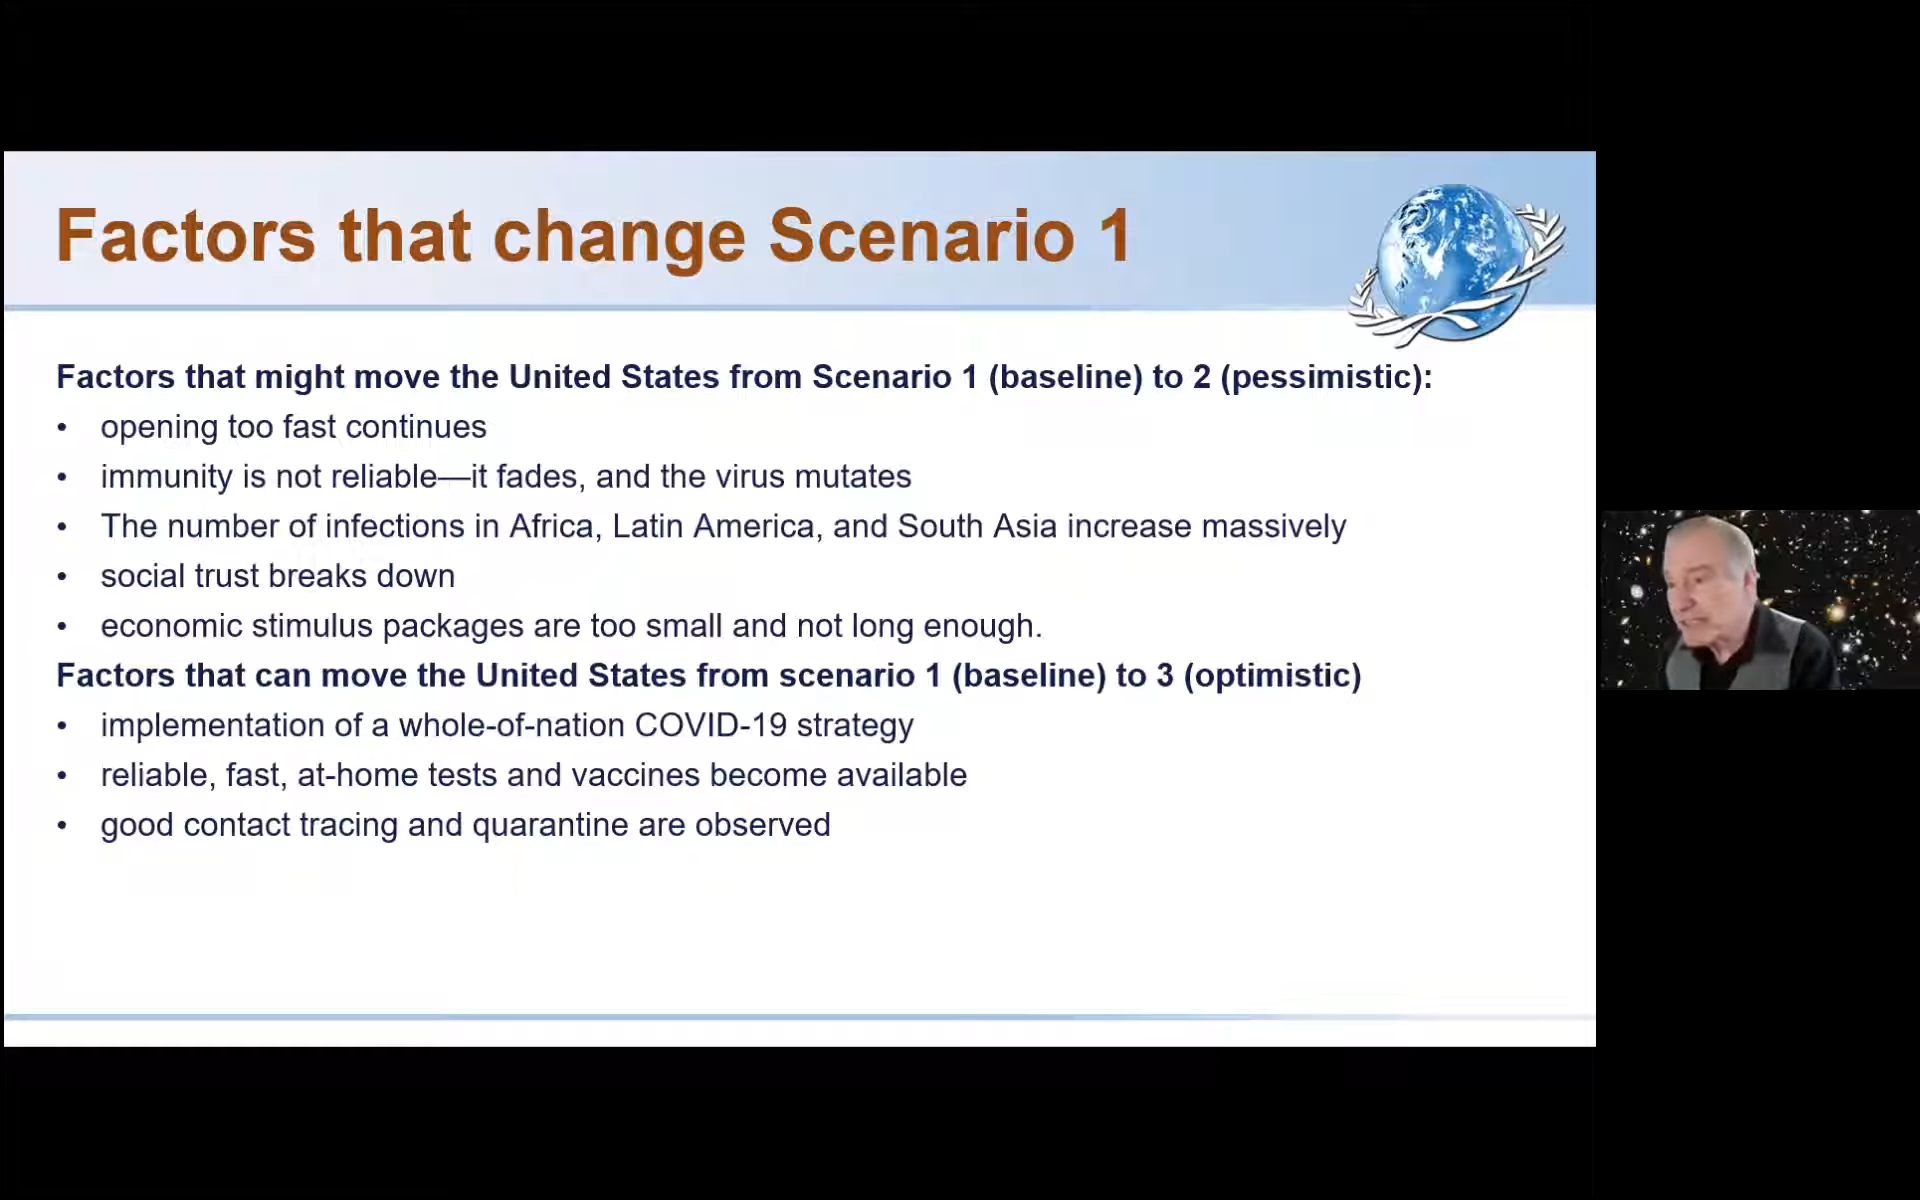 Factors that change Scenario 1
Factors that might move the United States from Scenario 1 (baseline) to 2 (pessimistic):
• opening too fast continues
• immunity is not reliable—it fades, and the virus mutates
• The number of infections in Africa, Latin America, and South Asia increase massively
• social trust breaks down
• economic stimulus packages are too small and not long enough.
Factors that can move the United States from scenario 1 (baseline) to 3 (optimistic)
• implementation of a whole-of-nation COVID-19 strategy
• reliable, fast, at-home tests and vaccines become available
• good contact tracing and quarantine are observed